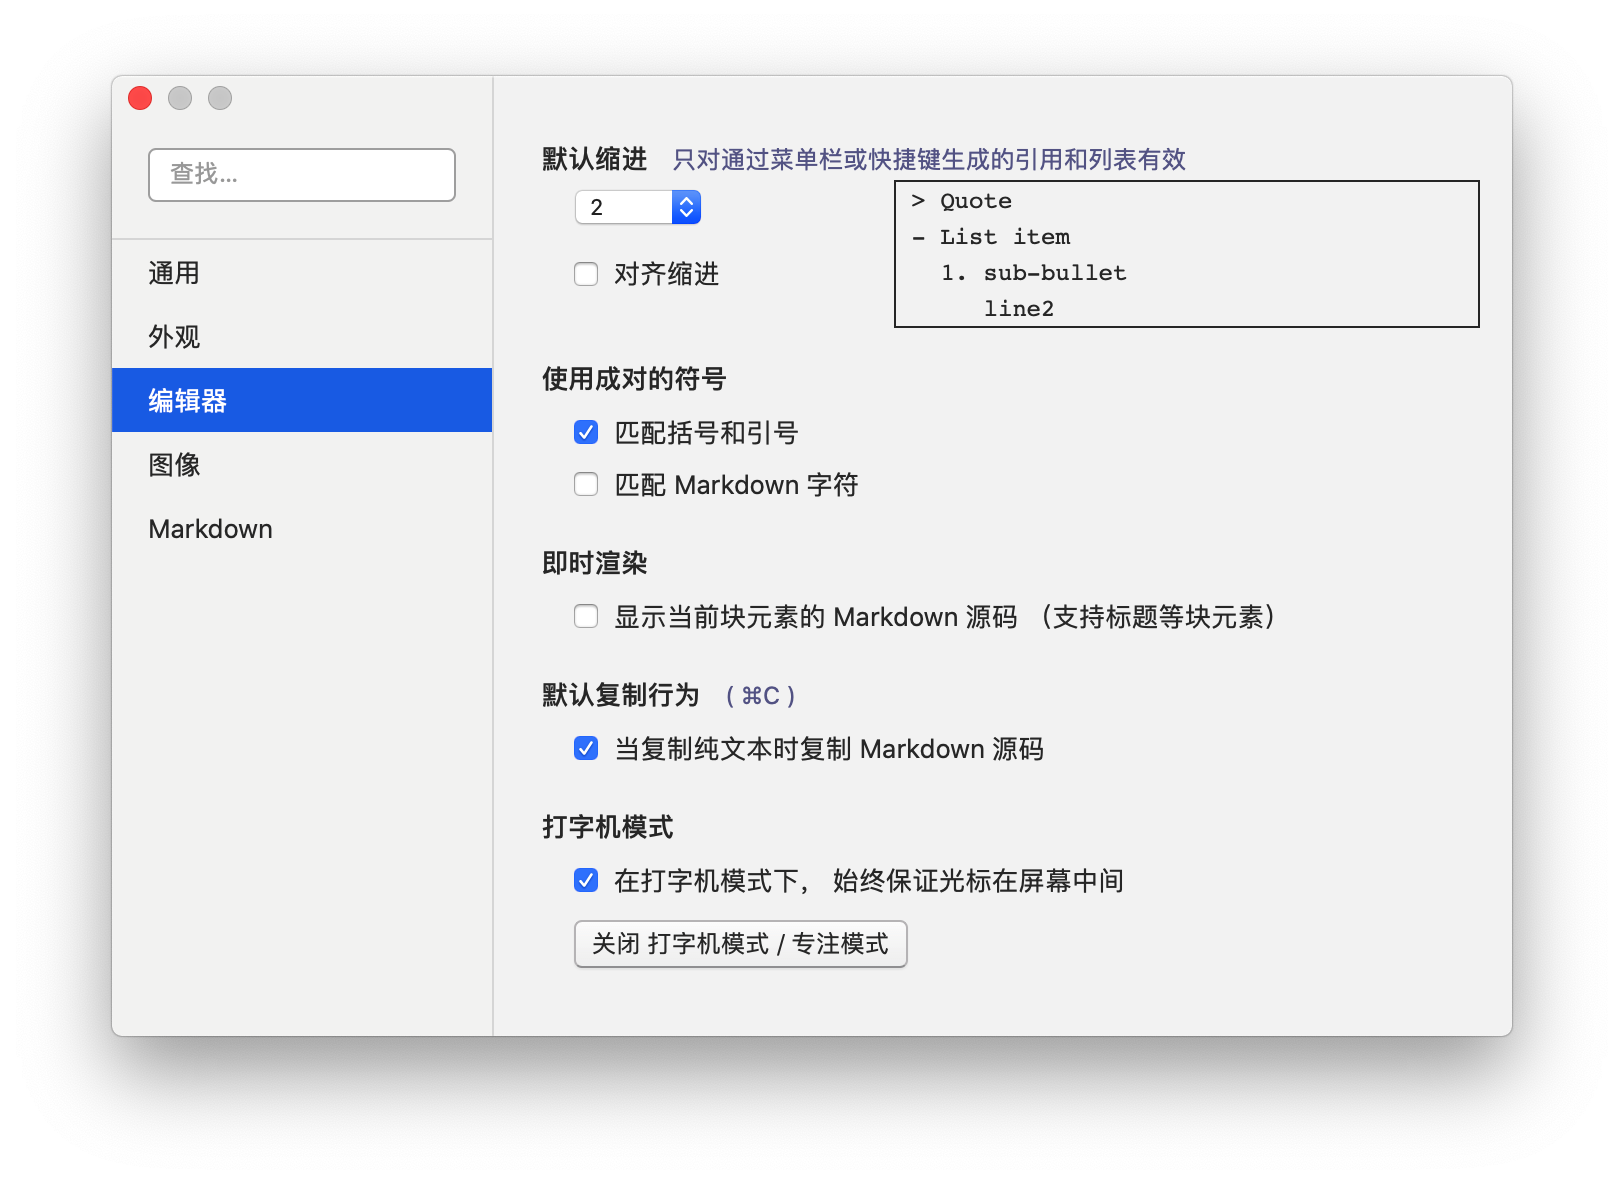 查找...
通用
外观
编辑器
图像
Markdown
默认缩进 只对通过菜单栏或快捷键生成的引用和列表有效
2
对齐缩进
> Quote
- List item
1. sub-bullet
line2
使用成对的符号
匹配括号和引号
匹配 Markdown 字符
即时渲染
显示当前块元素的 Markdown 源码 （支持标题等块元素）
默认复制行为 ( ⌘C )
当复制纯文本时复制 Markdown 源码
打字机模式
在打字机模式下， 始终保证光标在屏幕中间
关闭 打字机模式 / 专注模式